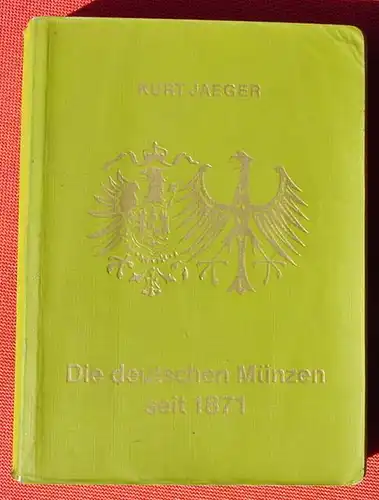 KURT JAEGER
Die deutschen Münzen
seit 1871